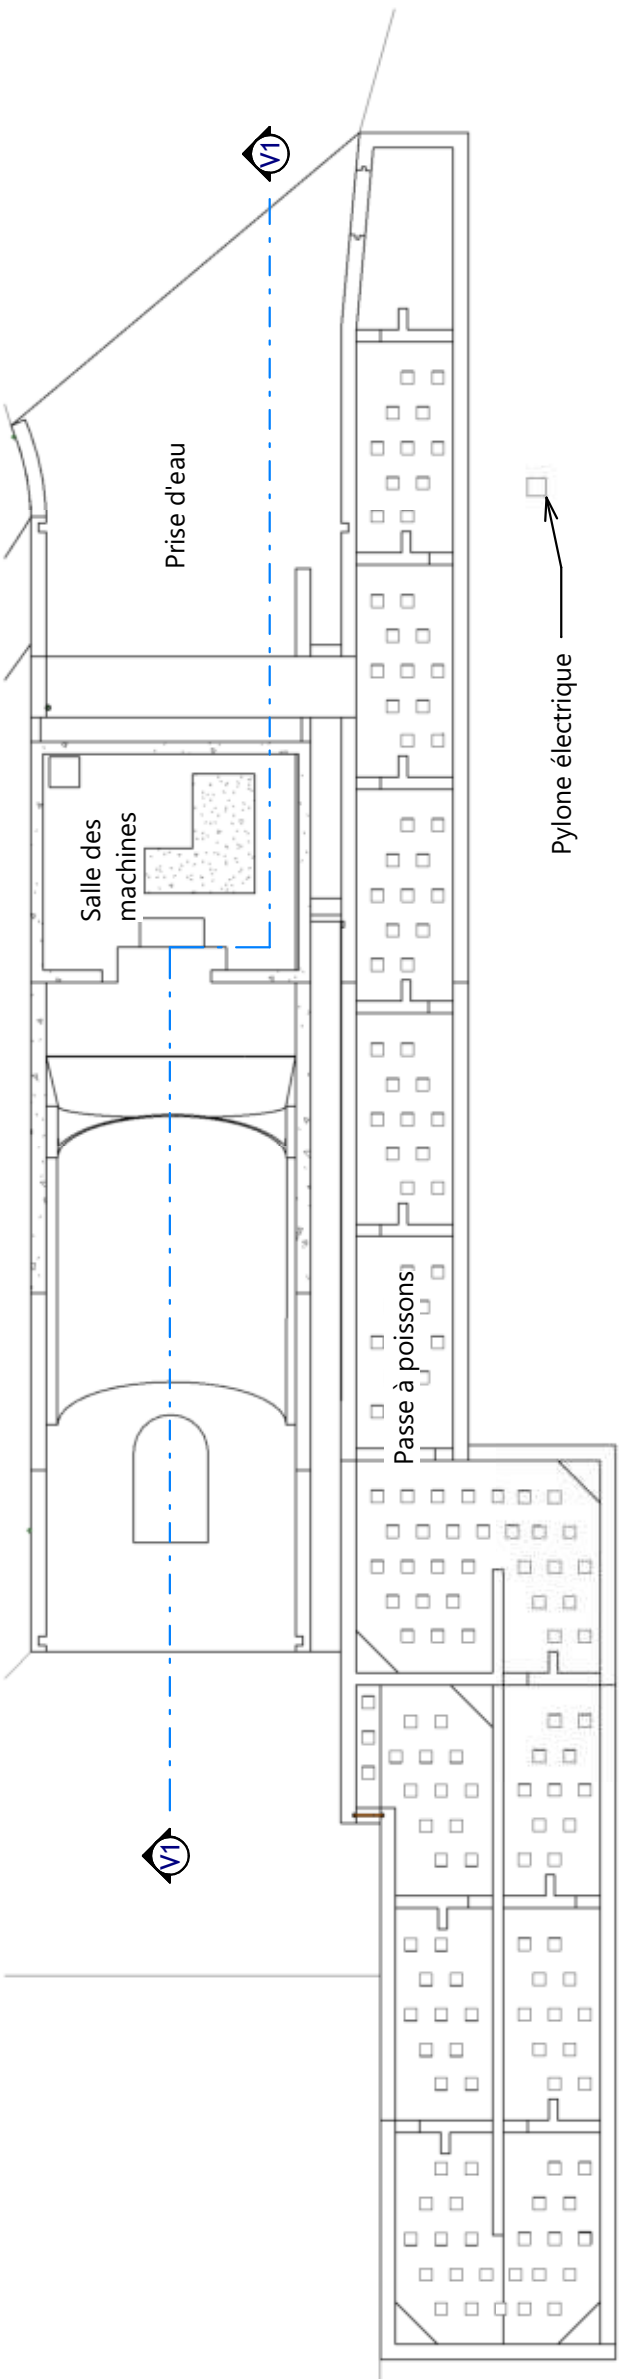 V1
Prise d'eau
Pylone électrique
Salle des
machines
Passe à poissons
V1